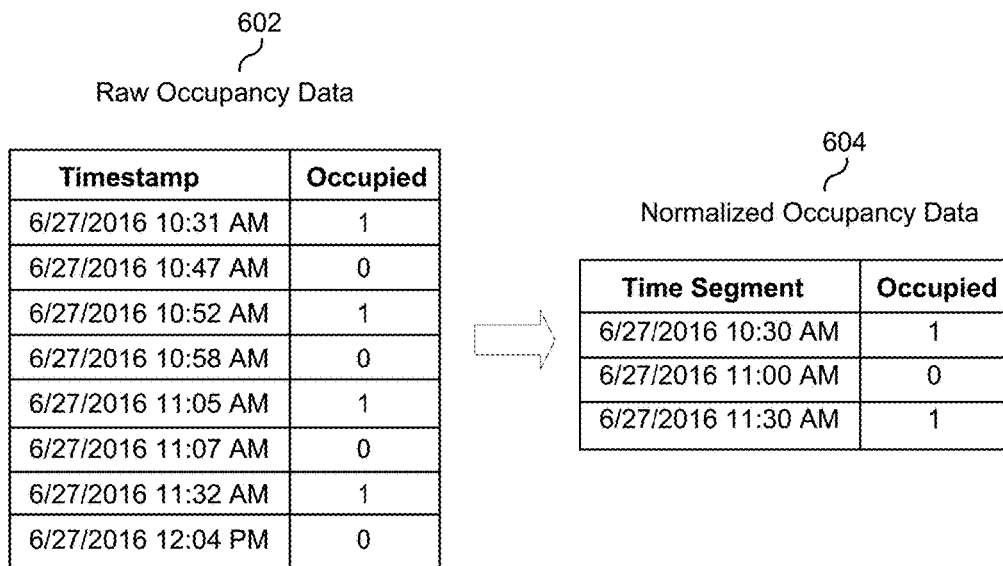 602
Raw Occupancy Data
Timestamp Occupied
6/27/2016 10:31 AM 1
6/27/2016 10:47 AM 0
6/27/2016 10:52 AM 1
6/27/2016 10:58 AM 0
6/27/2016 11:05 AM 1
6/27/2016 11:07 AM 0
6/27/2016 11:32 AM 1
6/27/2016 12:04 PM 0
604
Normalized Occupancy Data
Time Segment Occupied
6/27/2016 10:30 AM 1
6/27/2016 11:00 AM 0
6/27/2016 11:30 AM 1